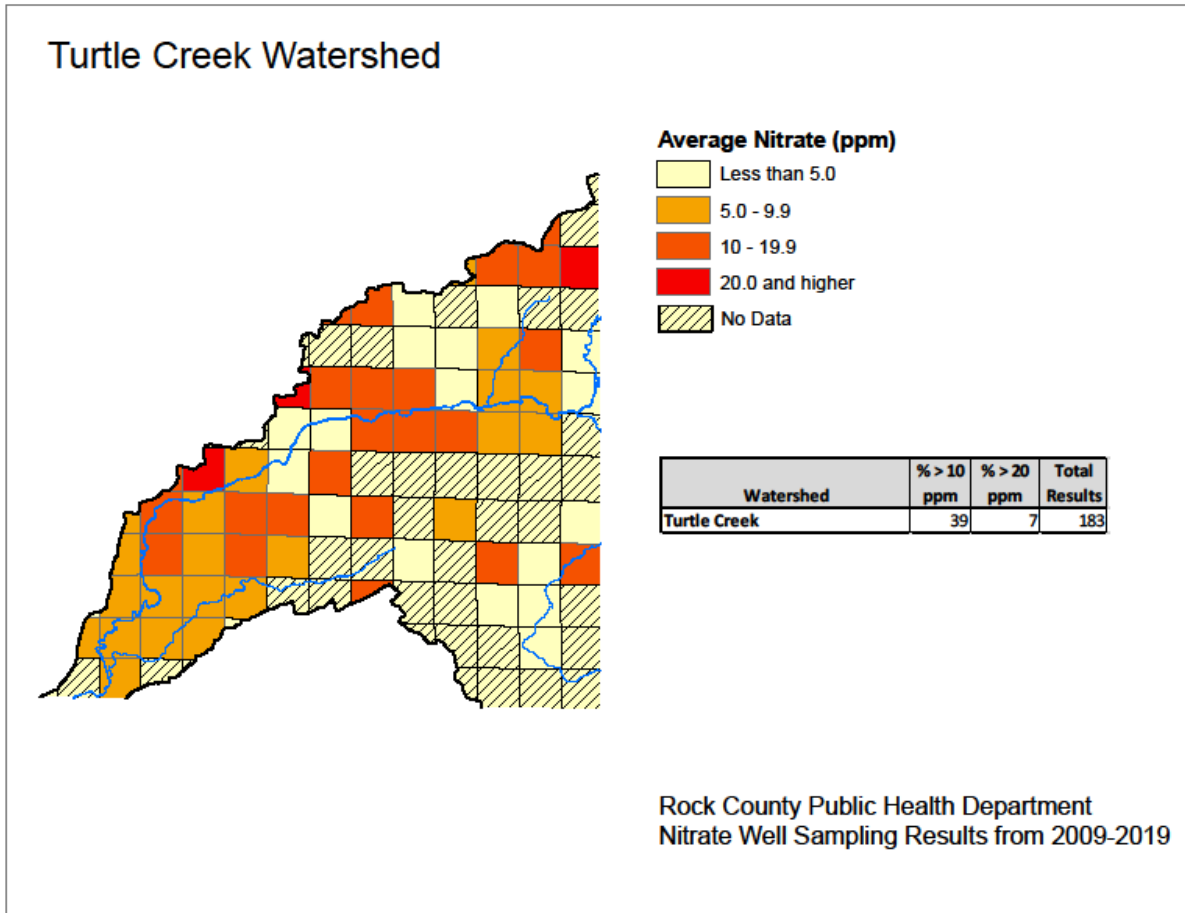 Turtle Creek Watershed
Average Nitrate (ppm)
Less than 5.0
5.0 - 9.9
10 - 19.9
20.0 and higher
No Data
Watershed % > 10 ppm % > 20 ppm Total Results
Turtle Creek 39 7 183
Rock County Public Health Department
Nitrate Well Sampling Results from 2009-2019